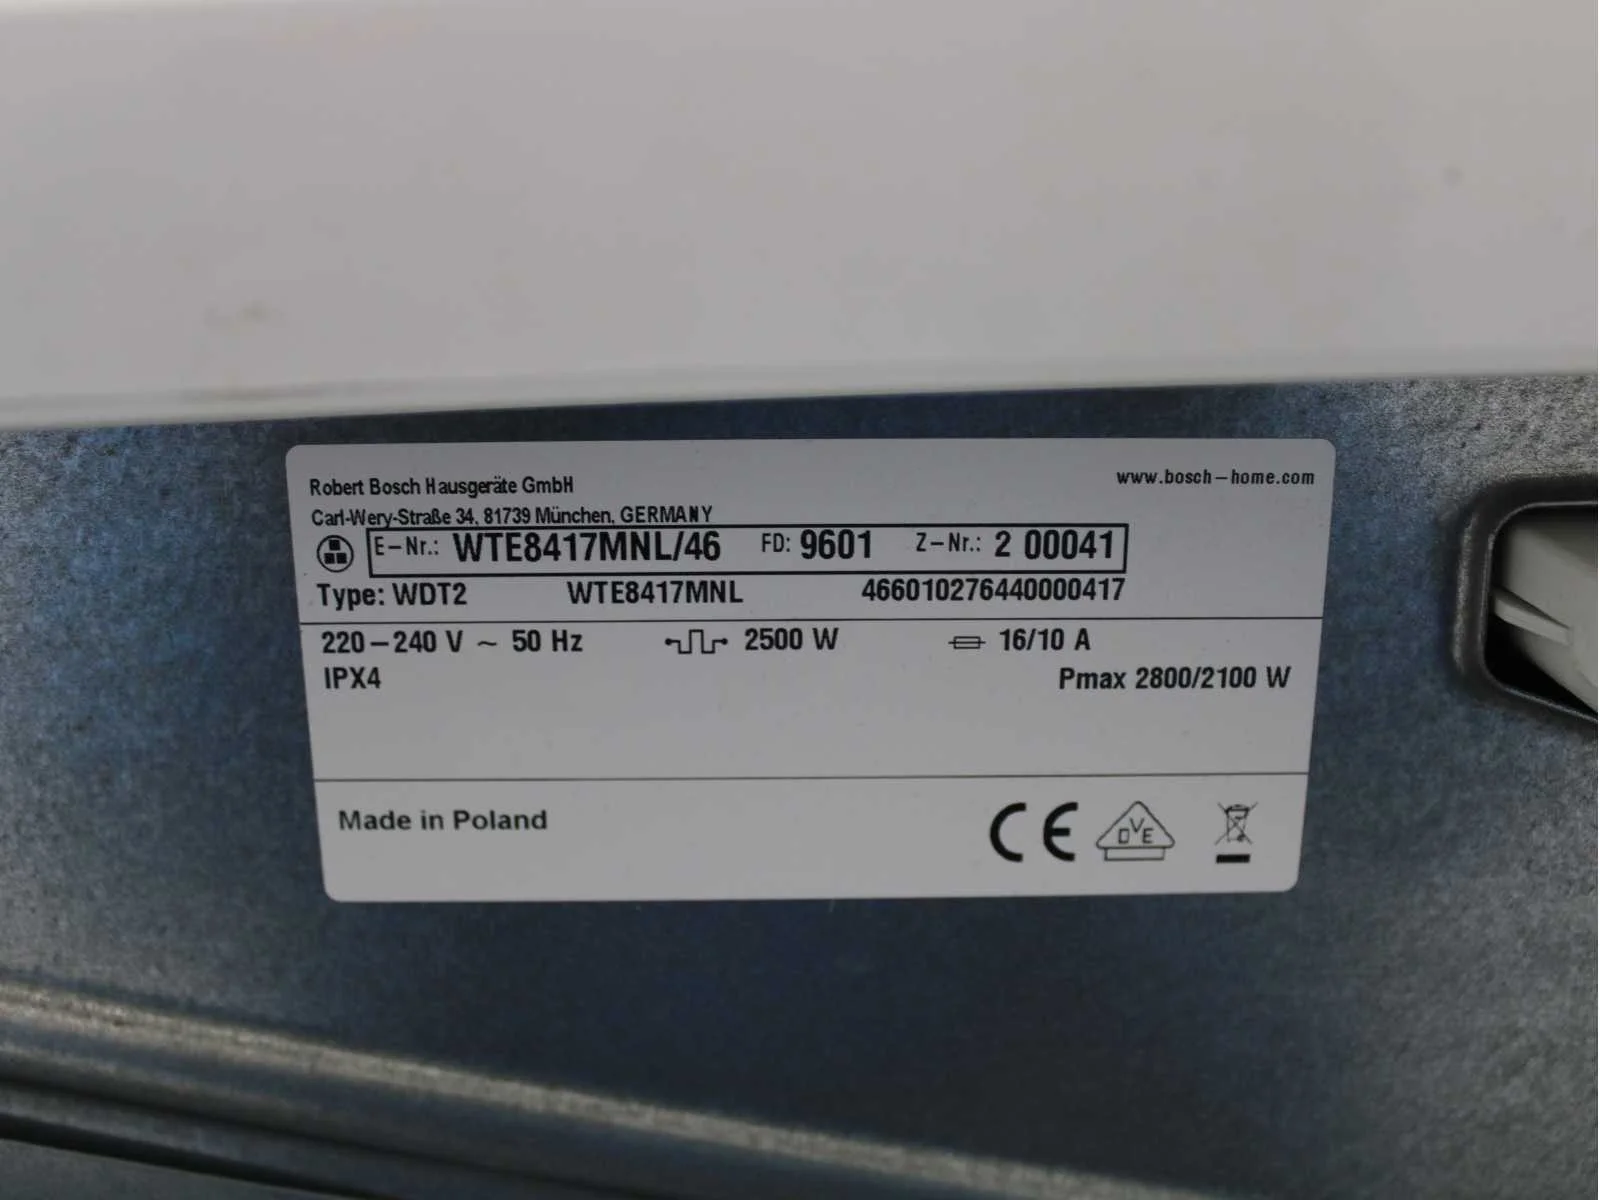 Robert Bosch Hausgeräte GmbH www.bosch-home.com
Carl-Wery-Straße 34, 81739 München, GERMANY
E-Nr.: WTE8417MNL/46 FD: 9601 Z-Nr.: 2 00041
Type: WDT2 WTE8417MNL 466010276440000417
220-240 V ~ 50 Hz 2500 W 16/10 A
IPX4 Pmax 2800/2100 W
Made in Poland CE DVE